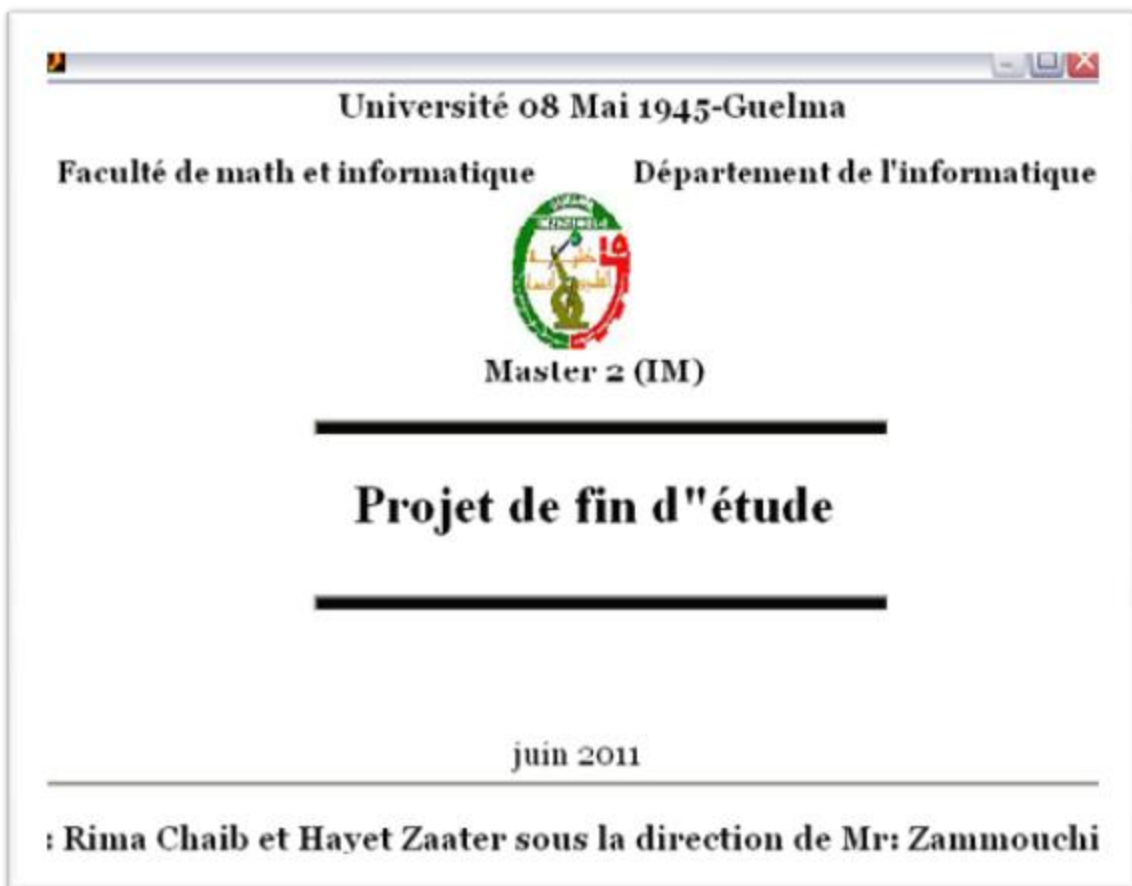 Université 08 Mai 1945-Guelma
Faculté de math et informatique Département de l'informatique
Master 2 (IM)
Projet de fin d"étude
juin 2011
: Rima Chaib et Hayet Zaater sous la direction de Mr: Zammouchi